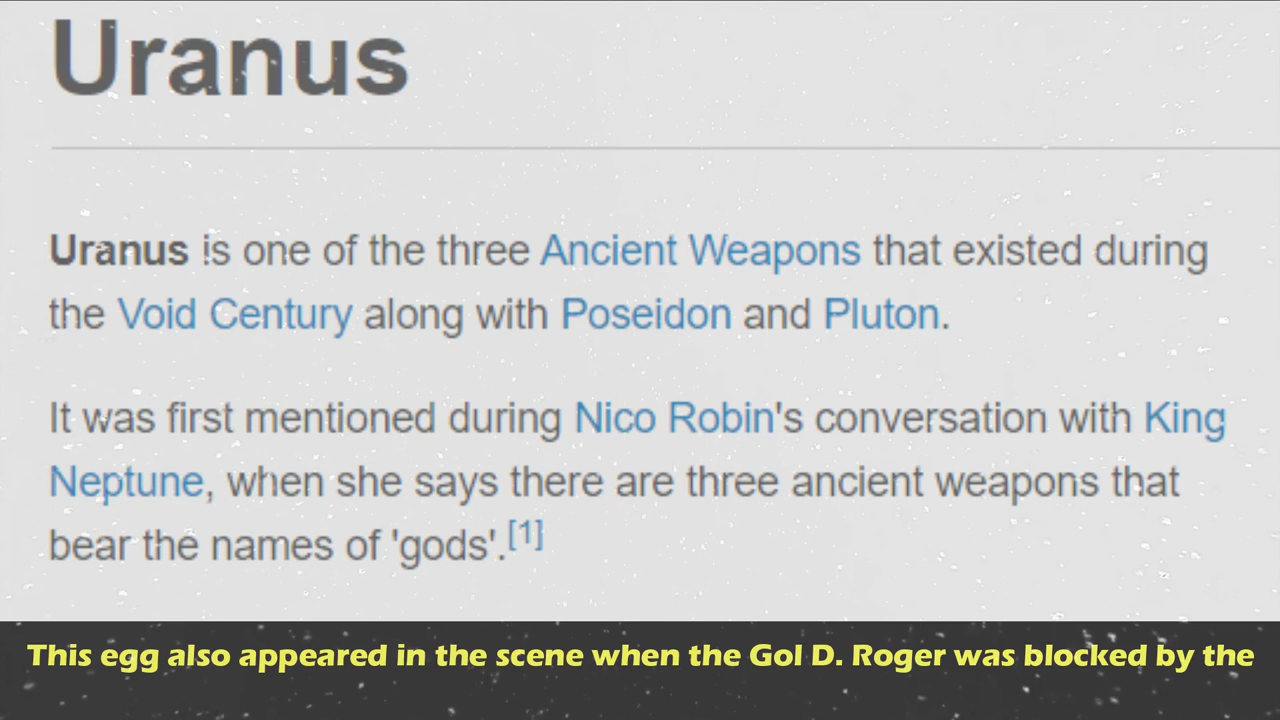 Uranus
Uranus is one of the three Ancient Weapons that existed during
the Void Century along with Poseidon and Pluton.
It was first mentioned during Nico Robin's conversation with King
Neptune, when she says there are three ancient weapons that
bear the names of 'gods'.[1]
This egg also appeared in the scene when the Gol D. Roger was blocked by the